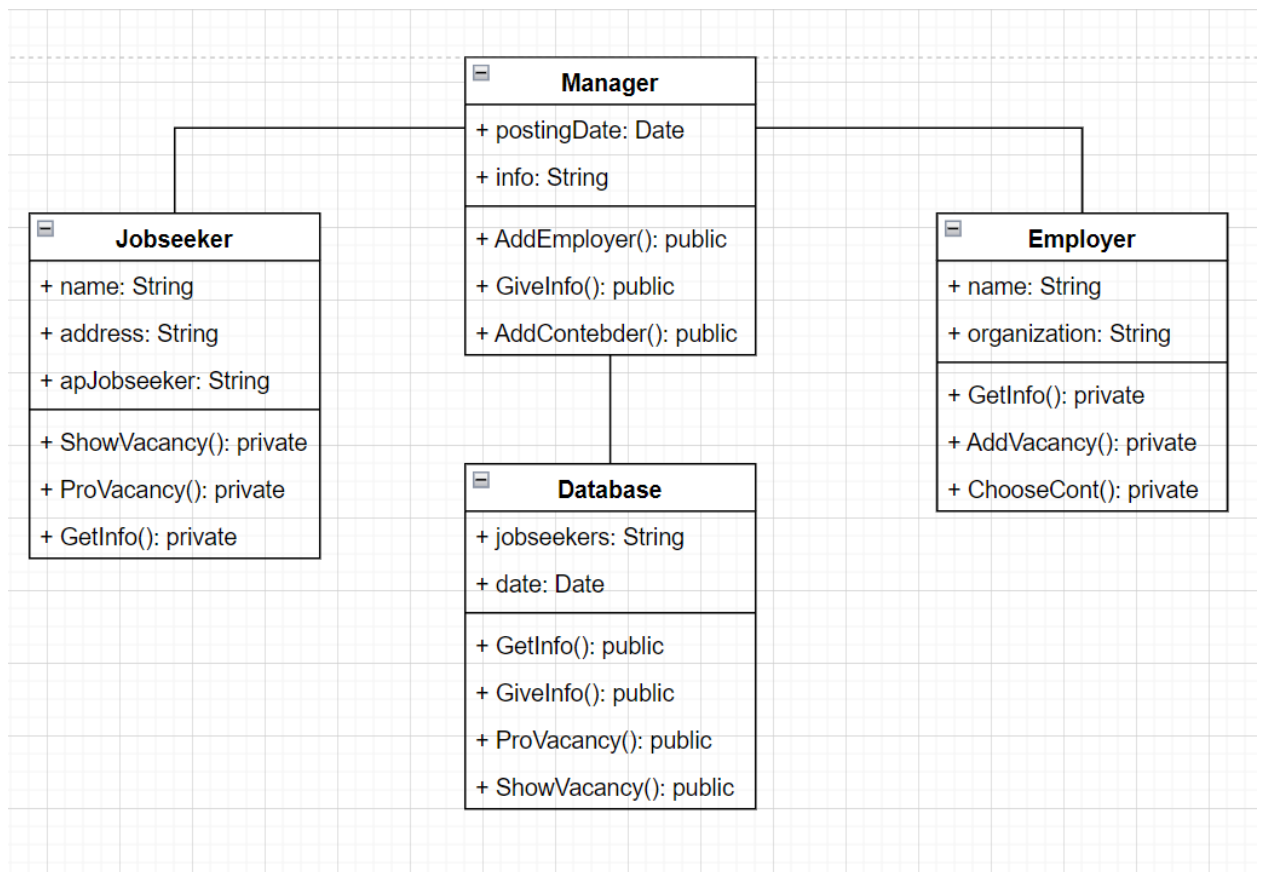 Manager
+ postingDate: Date
+ info: String
+ AddEmployer(): public
+ GiveInfo(): public
+ AddContebder(): public
Jobseeker
+ name: String
+ address: String
+ apJobseeker: String
+ ShowVacancy(): private
+ ProVacancy(): private
+ GetInfo(): private
Employer
+ name: String
+ organization: String
+ GetInfo(): private
+ AddVacancy(): private
+ ChooseCont(): private
Database
+ jobseekers: String
+ date: Date
+ GetInfo(): public
+ GiveInfo(): public
+ ProVacancy(): public
+ ShowVacancy(): public